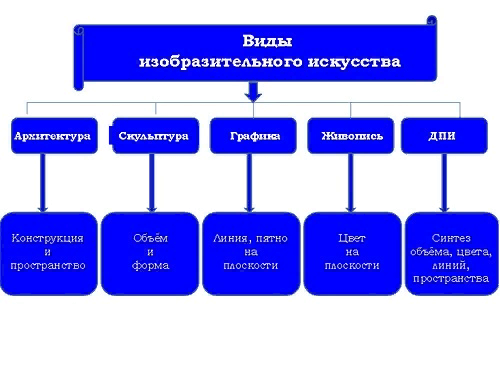 Виды
изобразительного искусства
Архитектура
Скульптура
Графика
Живопись
ДПИ
Конструкция
и
пространство
Объём
и
форма
Линия, пятно
на
плоскости
Цвет
на
плоскости
Синтез
объёма, цвета,
линий,
пространства